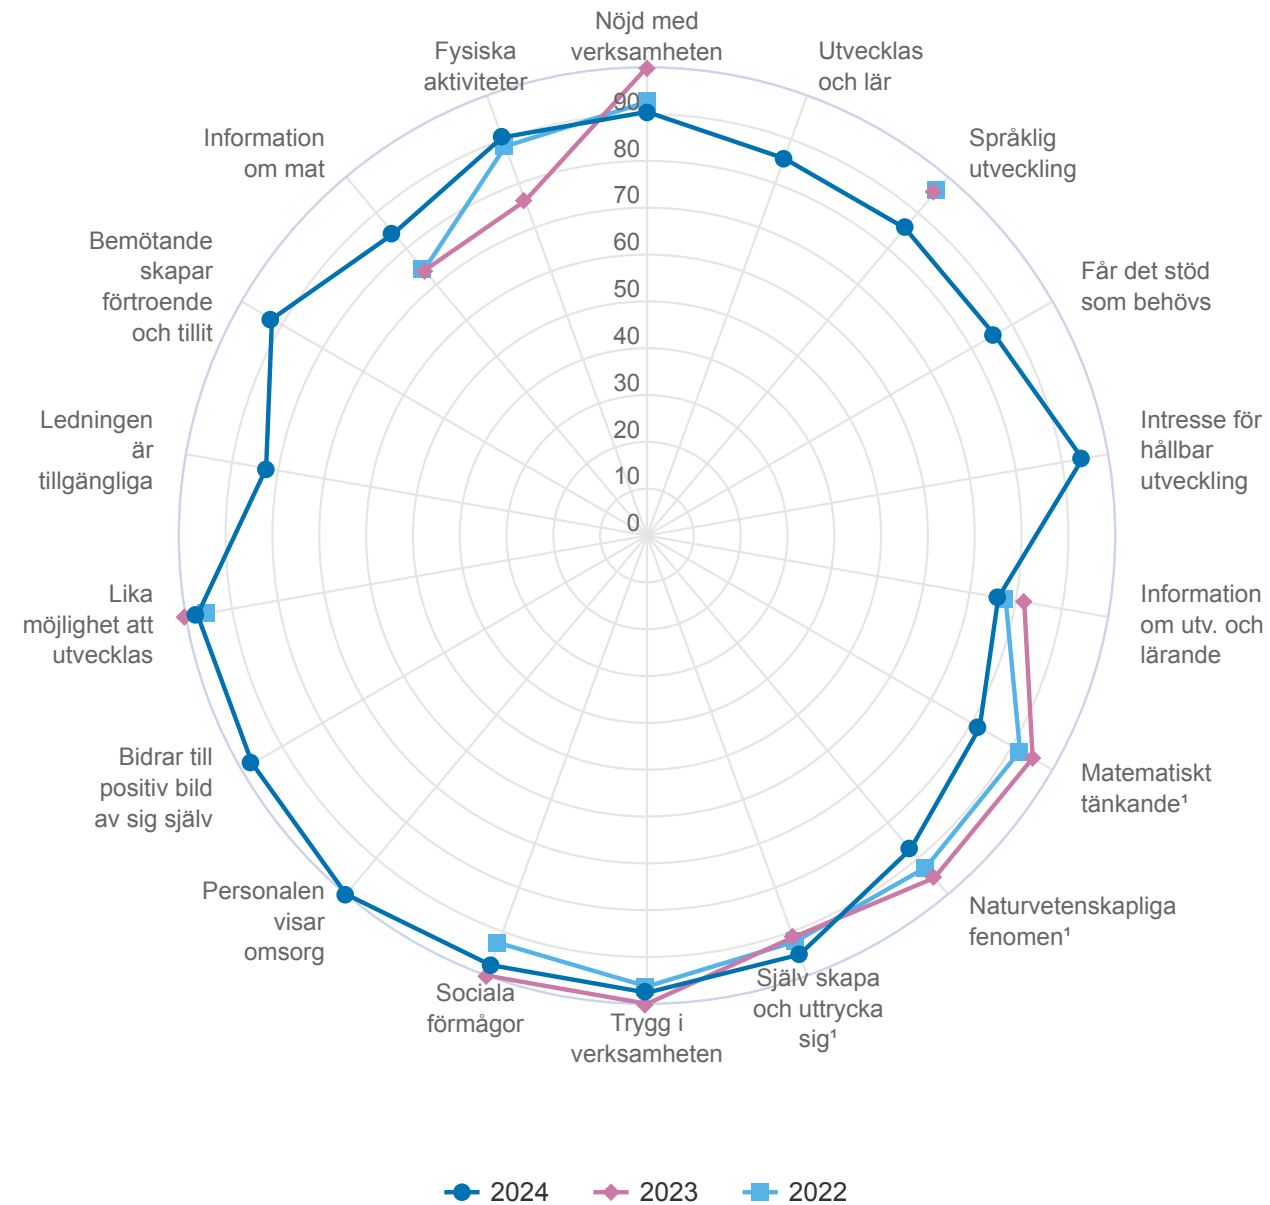 Nöjd med
verksamheten
Utvecklas
och lär
Språklig
utveckling
Får det stöd
som behövs
Intresse för
hållbar
utveckling
Information
om utv. och
lärande
Matematiskt
tänkande¹
Naturvetenskapliga
fenomen¹
Själv skapa
och uttrycka
sig¹
Trygg i
verksamheten
Sociala
förmågor
Personalen
visar
omsorg
Bidrar till
positiv bild
av sig själv
Lika
möjlighet att
utvecklas
Ledningen
är
tillgängliga
Bemötande
skapar
förtroende
och tillit
Information
om mat
Fysiska
aktiviteter
90
80
70
60
50
40
30
20
10
0
2024
2023
2022